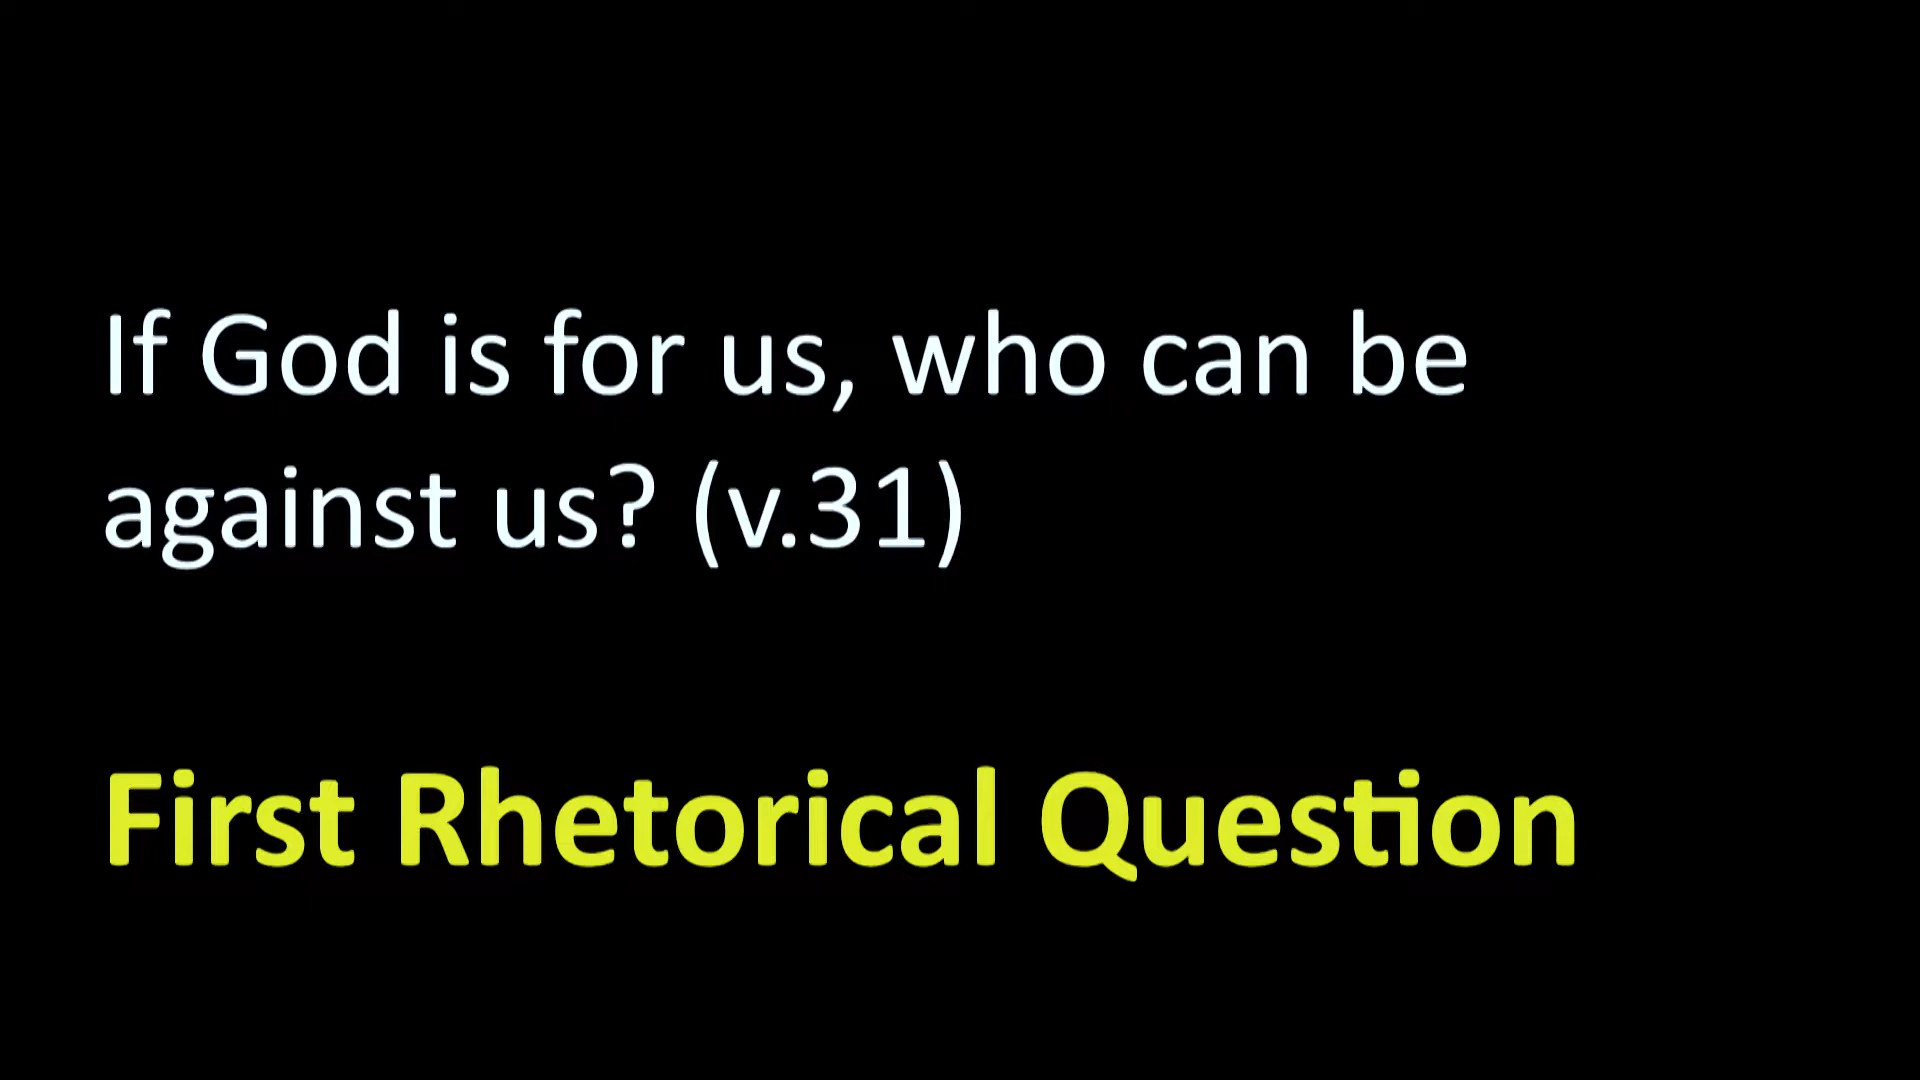 If God is for us, who can be
against us? (v.31)
First Rhetorical Question